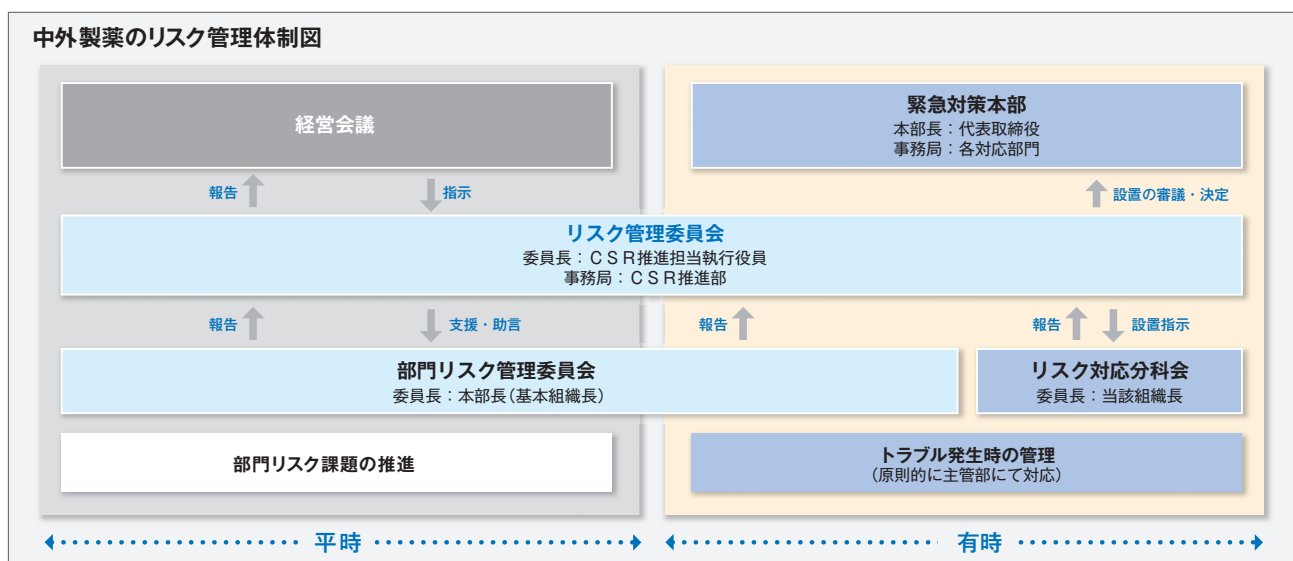 中外製薬のリスク管理体制図
経営会議
緊急対策本部
本部長：代表取締役
事務局：各対応部門
報告
指示
設置の審議・決定
リスク管理委員会
委員長：ＣＳＲ推進担当執行役員
事務局：ＣＳＲ推進部
報告
支援・助言
報告
報告
設置指示
部門リスク管理委員会
委員長：本部長（基本組織長）
リスク対応分科会
委員長：当該組織長
部門リスク課題の推進
トラブル発生時の管理
（原則的に主管部にて対応）
平時
有時